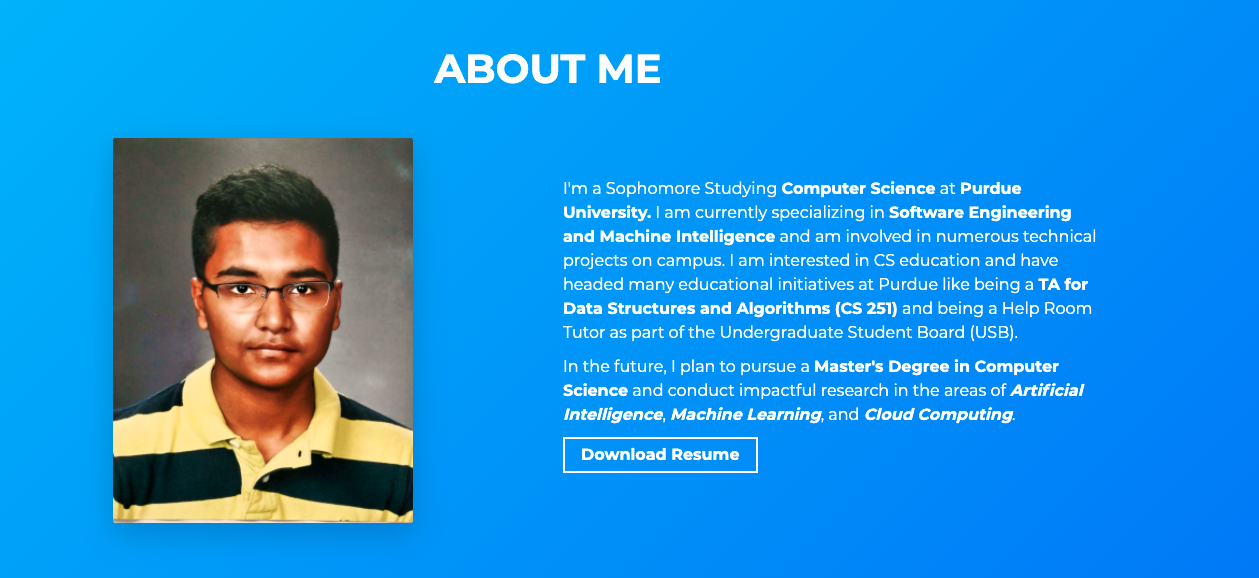 ABOUT ME
I'm a Sophomore Studying Computer Science at Purdue
University. I am currently specializing in Software Engineering
and Machine Intelligence and am involved in numerous technical
projects on campus. I am interested in CS education and have
headed many educational initiatives at Purdue like being a TA for
Data Structures and Algorithms (CS 251) and being a Help Room
Tutor as part of the Undergraduate Student Board (USB).
In the future, I plan to pursue a Master's Degree in Computer
Science and conduct impactful research in the areas of Artificial
Intelligence, Machine Learning, and Cloud Computing.
Download Resume